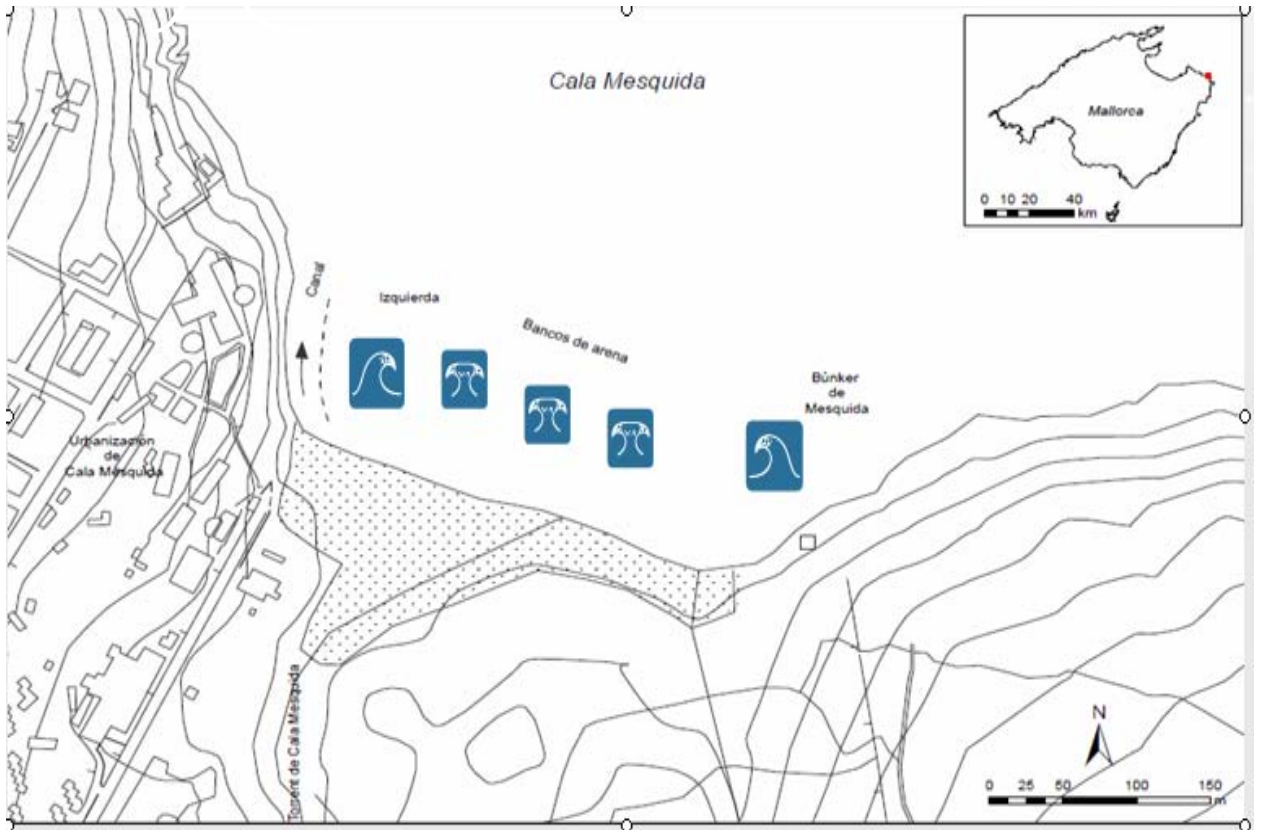 Cala Mesquida
Mallorca
0 10 20 40
km
Canal
Izquierda
Bancos de arena
Búnker
de
Mesquida
Urbanización
de
Cala Mesquida
Torrent de Cala Mesquida
N
0 25 50 100 150
m